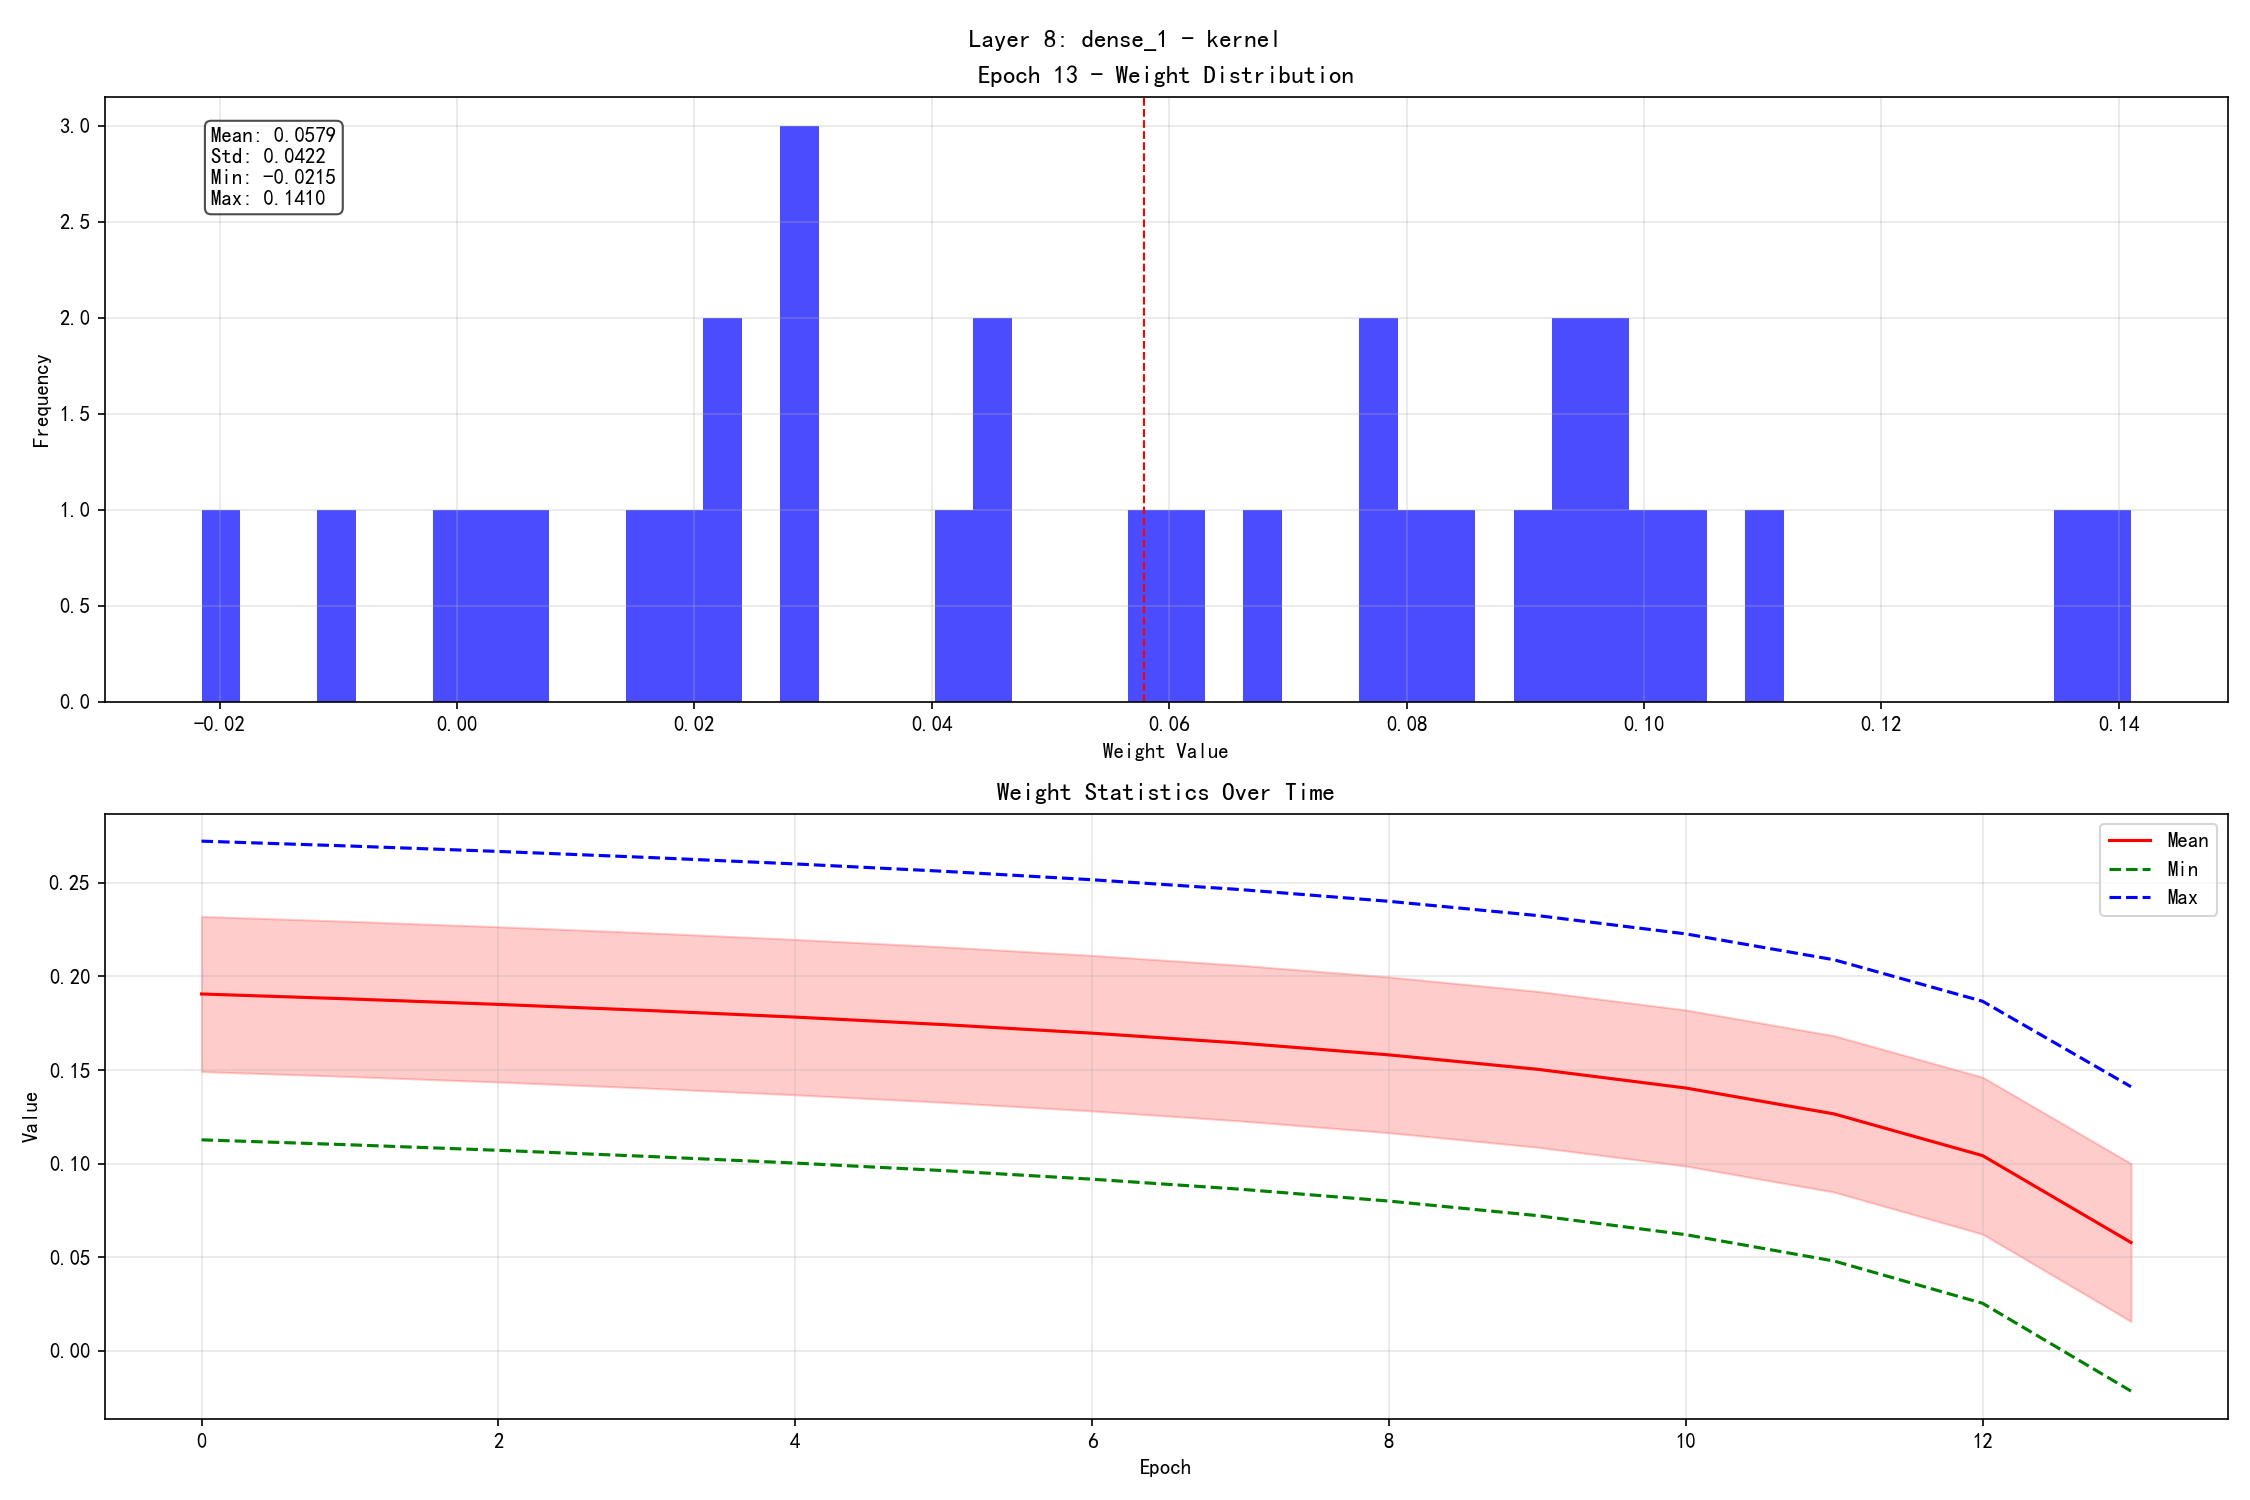 Layer 8: dense_1 - kernel
Epoch 13 - Weight Distribution
Mean: 0.0579
Std: 0.0422
Min: -0.0215
Max: 0.1410
Frequency
3.0
2.5
2.0
1.5
1.0
0.5
0.0
-0.02 0.00 0.02 0.04 0.06 0.08 0.10 0.12 0.14
Weight Value
Weight Statistics Over Time
Mean
Min
Max
Value
0.25
0.20
0.15
0.10
0.05
0.00
0 2 4 6 8 10 12
Epoch